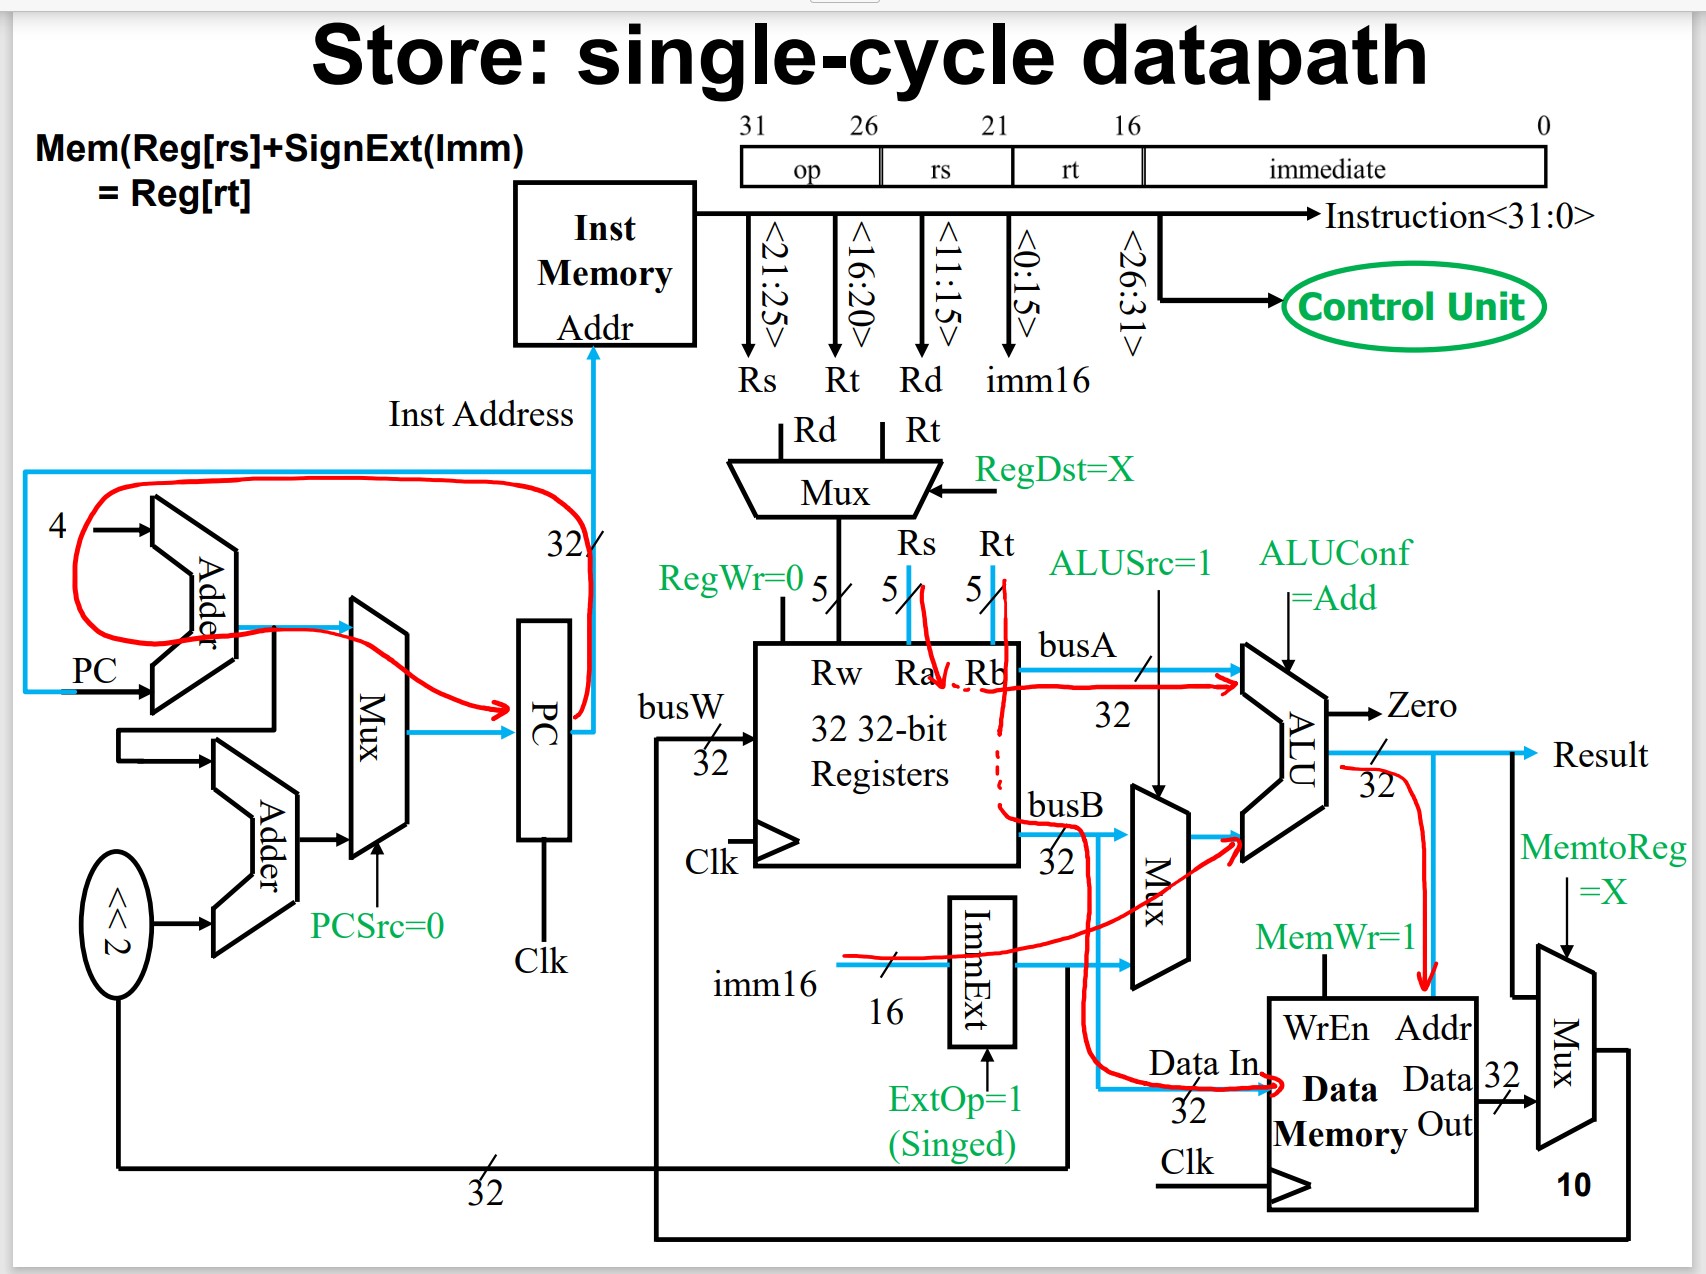 Store: single-cycle datapath
Mem(Reg[rs]+SignExt(Imm)
= Reg[rt]
31 26 21 16 0
op rs rt immediate
Inst
Memory
Addr
Instruction<31:0>
<21:25>
<16:20>
<11:15>
<0:15>
<26:31>
Control Unit
Rs Rt Rd imm16
Inst Address
Rd Rt
Mux
RegDst=X
4
Adder
PC
32
Mux
PC
Clk
PCSrc=0
Adder
<< 2
32
RegWr=0
5
Rs
5
Rt
5
ALUSrc=1
ALUConf
=Add
Rw Ra Rb
32 32-bit
Registers
busW
32
Clk
busA
32
busB
32
ALU
Zero
Result
32
Mux
imm16
16
ImmExt
ExtOp=1
(Singed)
MemtoReg
=X
MemWr=1
WrEn Addr
Data In
32
Data
Memory
Data
Out
32
Clk
Mux
10